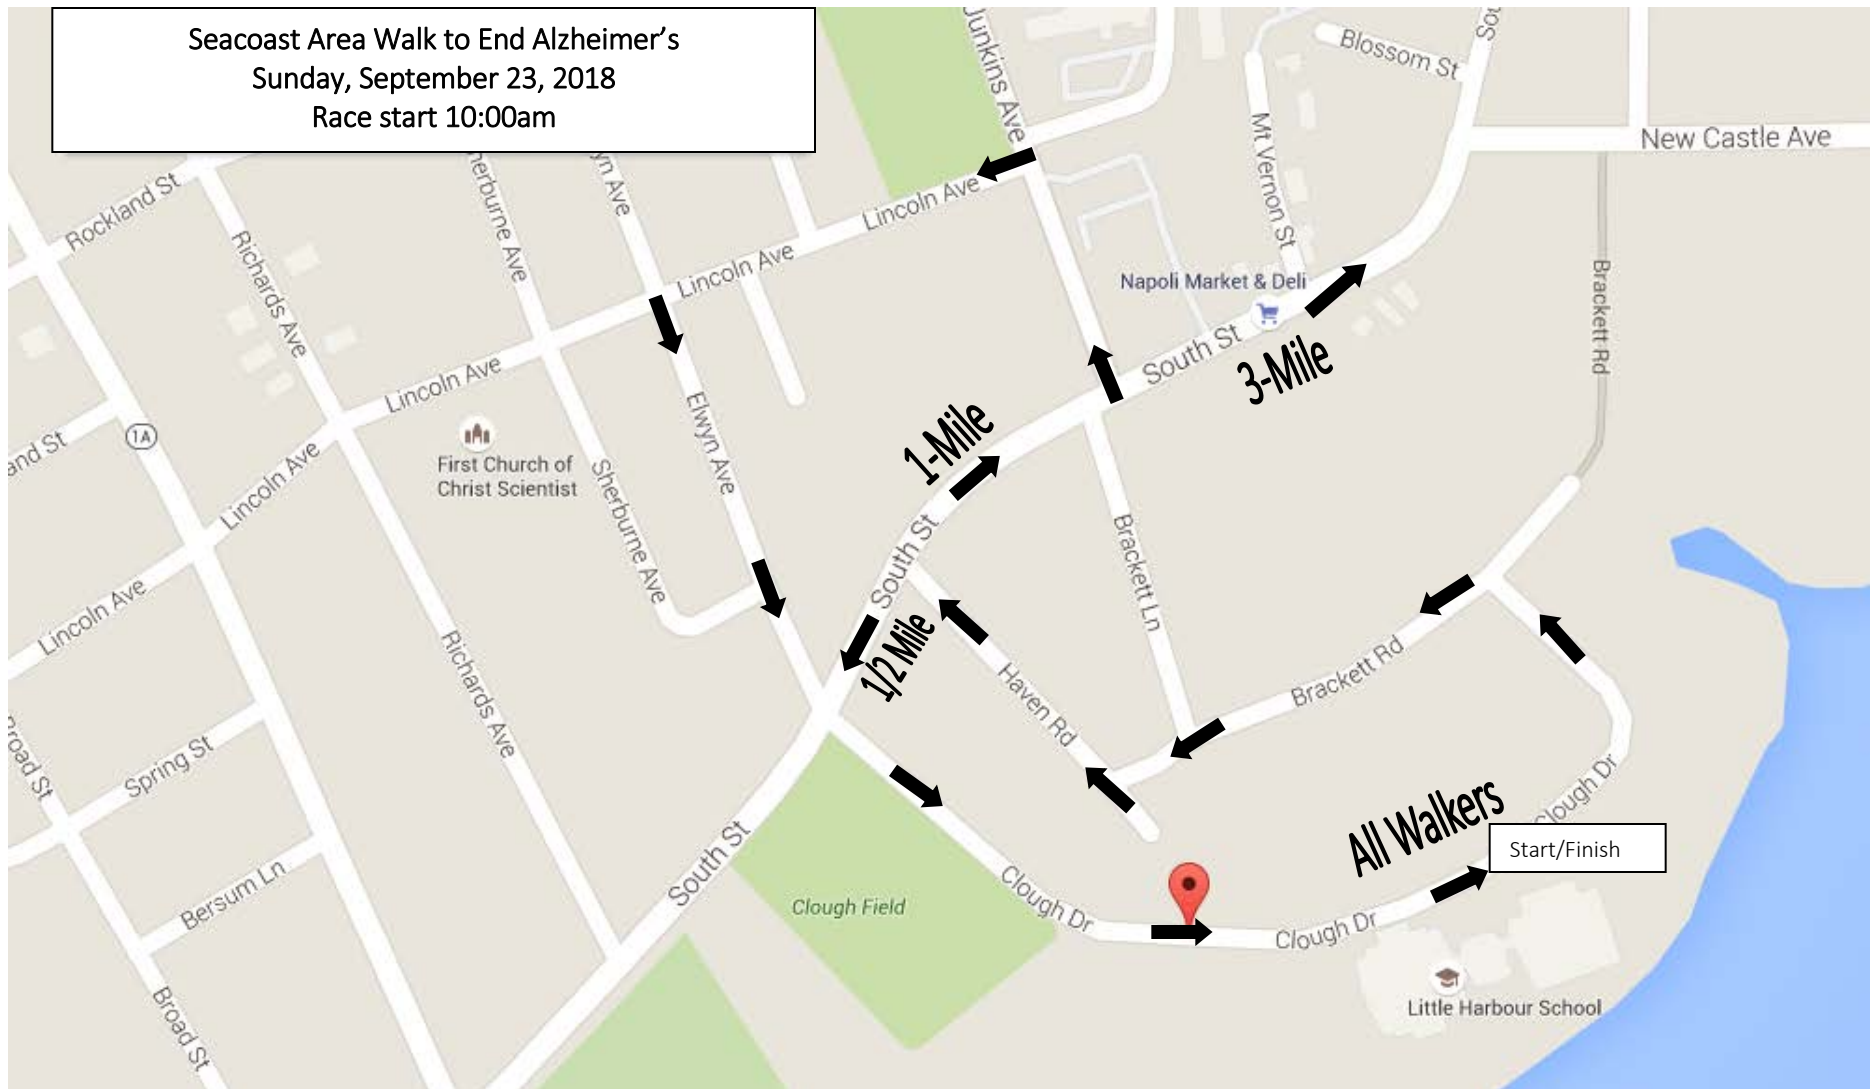 Seacoast Area Walk to End Alzheimer's
Sunday, September 23, 2018
Race start 10:00am
Junkins Ave
Blossom St
New Castle Ave
Mt Vernon St
Rockland St
Richards Ave
Lincoln Ave
Lincoln Ave
Napoli Market & Deli
Brackett Rd
South St
3-Mile
Lincoln Ave
Elwyn Ave
1-Mile
1A
First Church of
Christ Scientist
Lincoln Ave
Sherburne Ave
South St
Brackett Ln
Lincoln Ave
1/2 Mile
Richards Ave
Haven Rd
Brackett Rd
Spring St
Clough Dr
All Walkers
Start/Finish
South St
Bersum Ln
Clough Field
Clough Dr
Clough Dr
Little Harbour School
Broad St